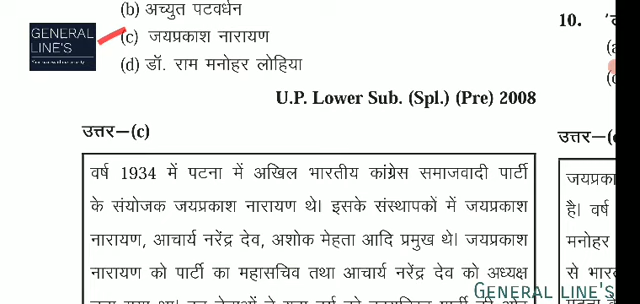 (b) अच्युत पटवर्धन
GENERAL LINE'S
(c) जयप्रकाश नारायण
(d) डॉ. राम मनोहर लोहिया
U.P. Lower Sub. (Spl.) (Pre) 2008
उत्तर–(c)
वर्ष 1934 में पटना में अखिल भारतीय कांग्रेस समाजवादी पार्टी
के संयोजक जयप्रकाश नारायण थे। इसके संस्थापकों में जयप्रकाश
नारायण, आचार्य नरेंद्र देव, अशोक मेहता आदि प्रमुख थे। जयप्रकाश
नारायण को पार्टी का महासचिव तथा आचार्य नरेंद्र देव को अध्यक्ष
10.
उत्तर–
जयप्रका
है। वर्ष
मनोहर
से भार
GENERAL LINE'S